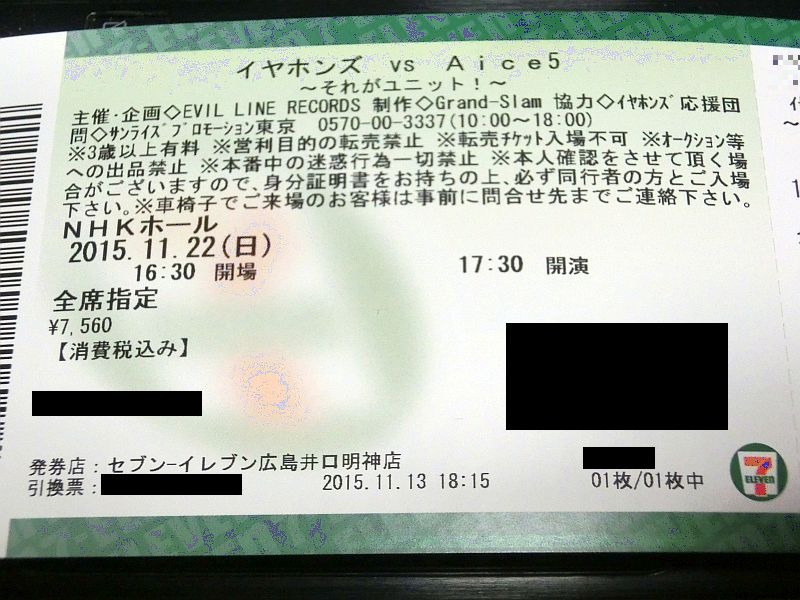 イヤホンズ vs Aice5
～それがユニット！～
主催・企画◇EVIL LINE RECORDS 制作◇Grand-Slam 協力◇イヤホンズ応援団
問◇サンライズプロモーション東京 0570-00-3337(10:00～18:00)
※3歳以上有料 ※営利目的の転売禁止 ※転売チケット入場不可 ※オークション等
への出品禁止 ※本番中の迷惑行為一切禁止 ※本人確認をさせて頂く場
合がございますので、身分証明書をお持ちの上、必ず同行者の方とご入場
下さい。※車椅子でご来場のお客様は事前に問合せ先までご連絡下さい。
NHKホール
2015.11.22(日)
16:30 開場 17:30 開演
全席指定
¥7,560
【消費税込み】
発券店：セブン-イレブン広島井口明神店
引換票： 2015.11.13 18:15 01枚/01枚中
7 ELEVEN